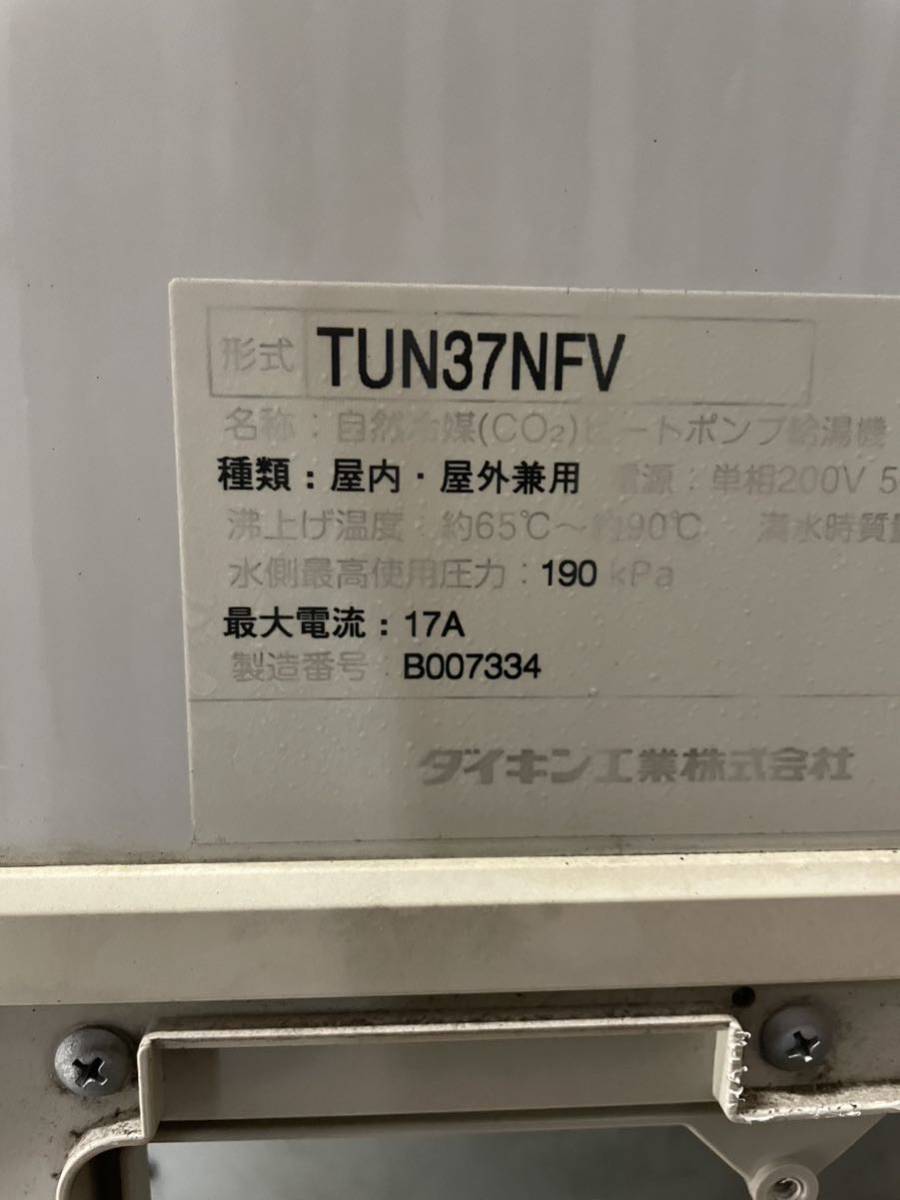 形式 TUN37NFV
名称：自然冷媒(CO₂)ヒートポンプ給湯機
種類：屋内・屋外兼用 電源：単相200V 5
沸上げ温度：約65℃～約90℃ 満水時質量
水側最高使用圧力：190 kPa
最大電流：17A
製造番号：B007334
ダイキン工業株式会社